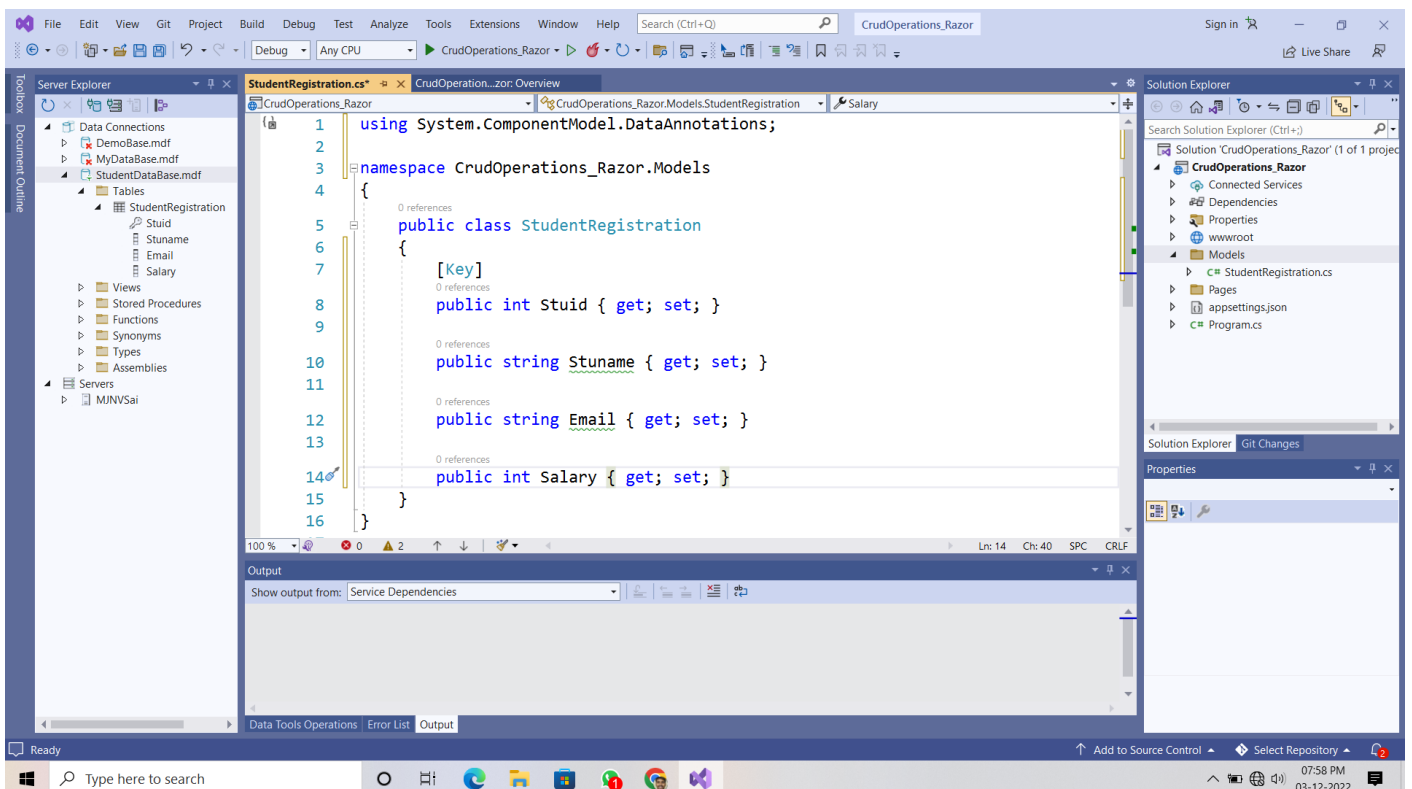 File Edit View Git Project Build Debug Test Analyze Tools Extensions Window Help Search (Ctrl+Q) CrudOperations_Razor Sign in
Debug Any CPU CrudOperations_Razor Live Share
Toolbox
Document Outline
Server Explorer
Data Connections
DemoBase.mdf
MyDataBase.mdf
StudentDataBase.mdf
Tables
StudentRegistration
Stuid
Stuname
Email
Salary
Views
Stored Procedures
Functions
Synonyms
Types
Assemblies
Servers
MJNVSai
StudentRegistration.cs* CrudOperation...zor: Overview
CrudOperations_Razor CrudOperations_Razor.Models.StudentRegistration Salary
1 using System.ComponentModel.DataAnnotations;
2
3 namespace CrudOperations_Razor.Models
4 {
0 references
5 public class StudentRegistration
6 {
7 [Key]
0 references
8 public int Stuid { get; set; }
9
0 references
10 public string Stuname { get; set; }
11
0 references
12 public string Email { get; set; }
13
0 references
14 public int Salary { get; set; }
15 }
16 }
100 % 0 2 Ln: 14 Ch: 40 SPC CRLF
Output
Show output from: Service Dependencies
Data Tools Operations Error List Output
Solution Explorer
Search Solution Explorer (Ctrl+;)
Solution 'CrudOperations_Razor' (1 of 1 projec
CrudOperations_Razor
Connected Services
Dependencies
Properties
wwwroot
Models
C# StudentRegistration.cs
Pages
appsettings.json
C# Program.cs
Solution Explorer Git Changes
Properties
Ready Add to Source Control Select Repository 2
Type here to search 07:58 PM
03-12-2022